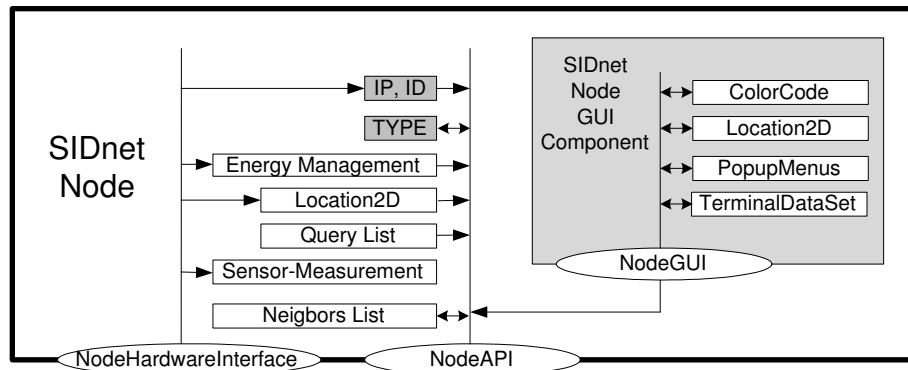 SIDnet
Node
IP, ID
TYPE
Energy Management
Location2D
Query List
Sensor-Measurement
Neigbors List
NodeHardwareInterface
NodeAPI
SIDnet
Node
GUI
Component
ColorCode
Location2D
PopupMenus
TerminalDataSet
NodeGUI